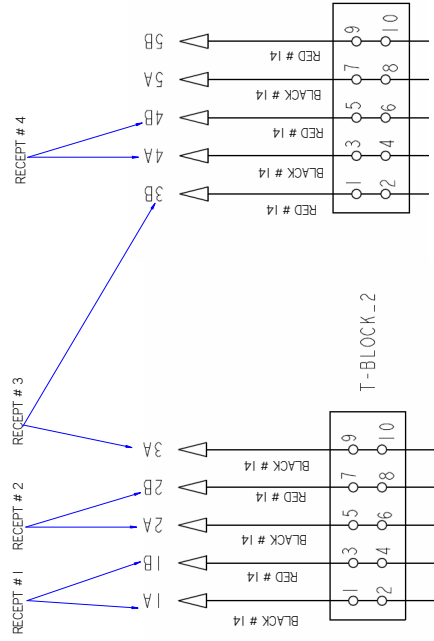 RECEPT # 4
5B
RED # 14
9 10
5A
BLACK # 14
7 8
4B
RED # 14
5 6
4A
BLACK # 14
3 4
3B
RED # 14
1 2
T-BLOCK_2
RECEPT # 3
3A
BLACK # 14
9 10
RECEPT # 2
2B
RED # 14
7 8
2A
BLACK # 14
5 6
RECEPT # 1
1B
RED # 14
3 4
1A
BLACK # 14
1 2